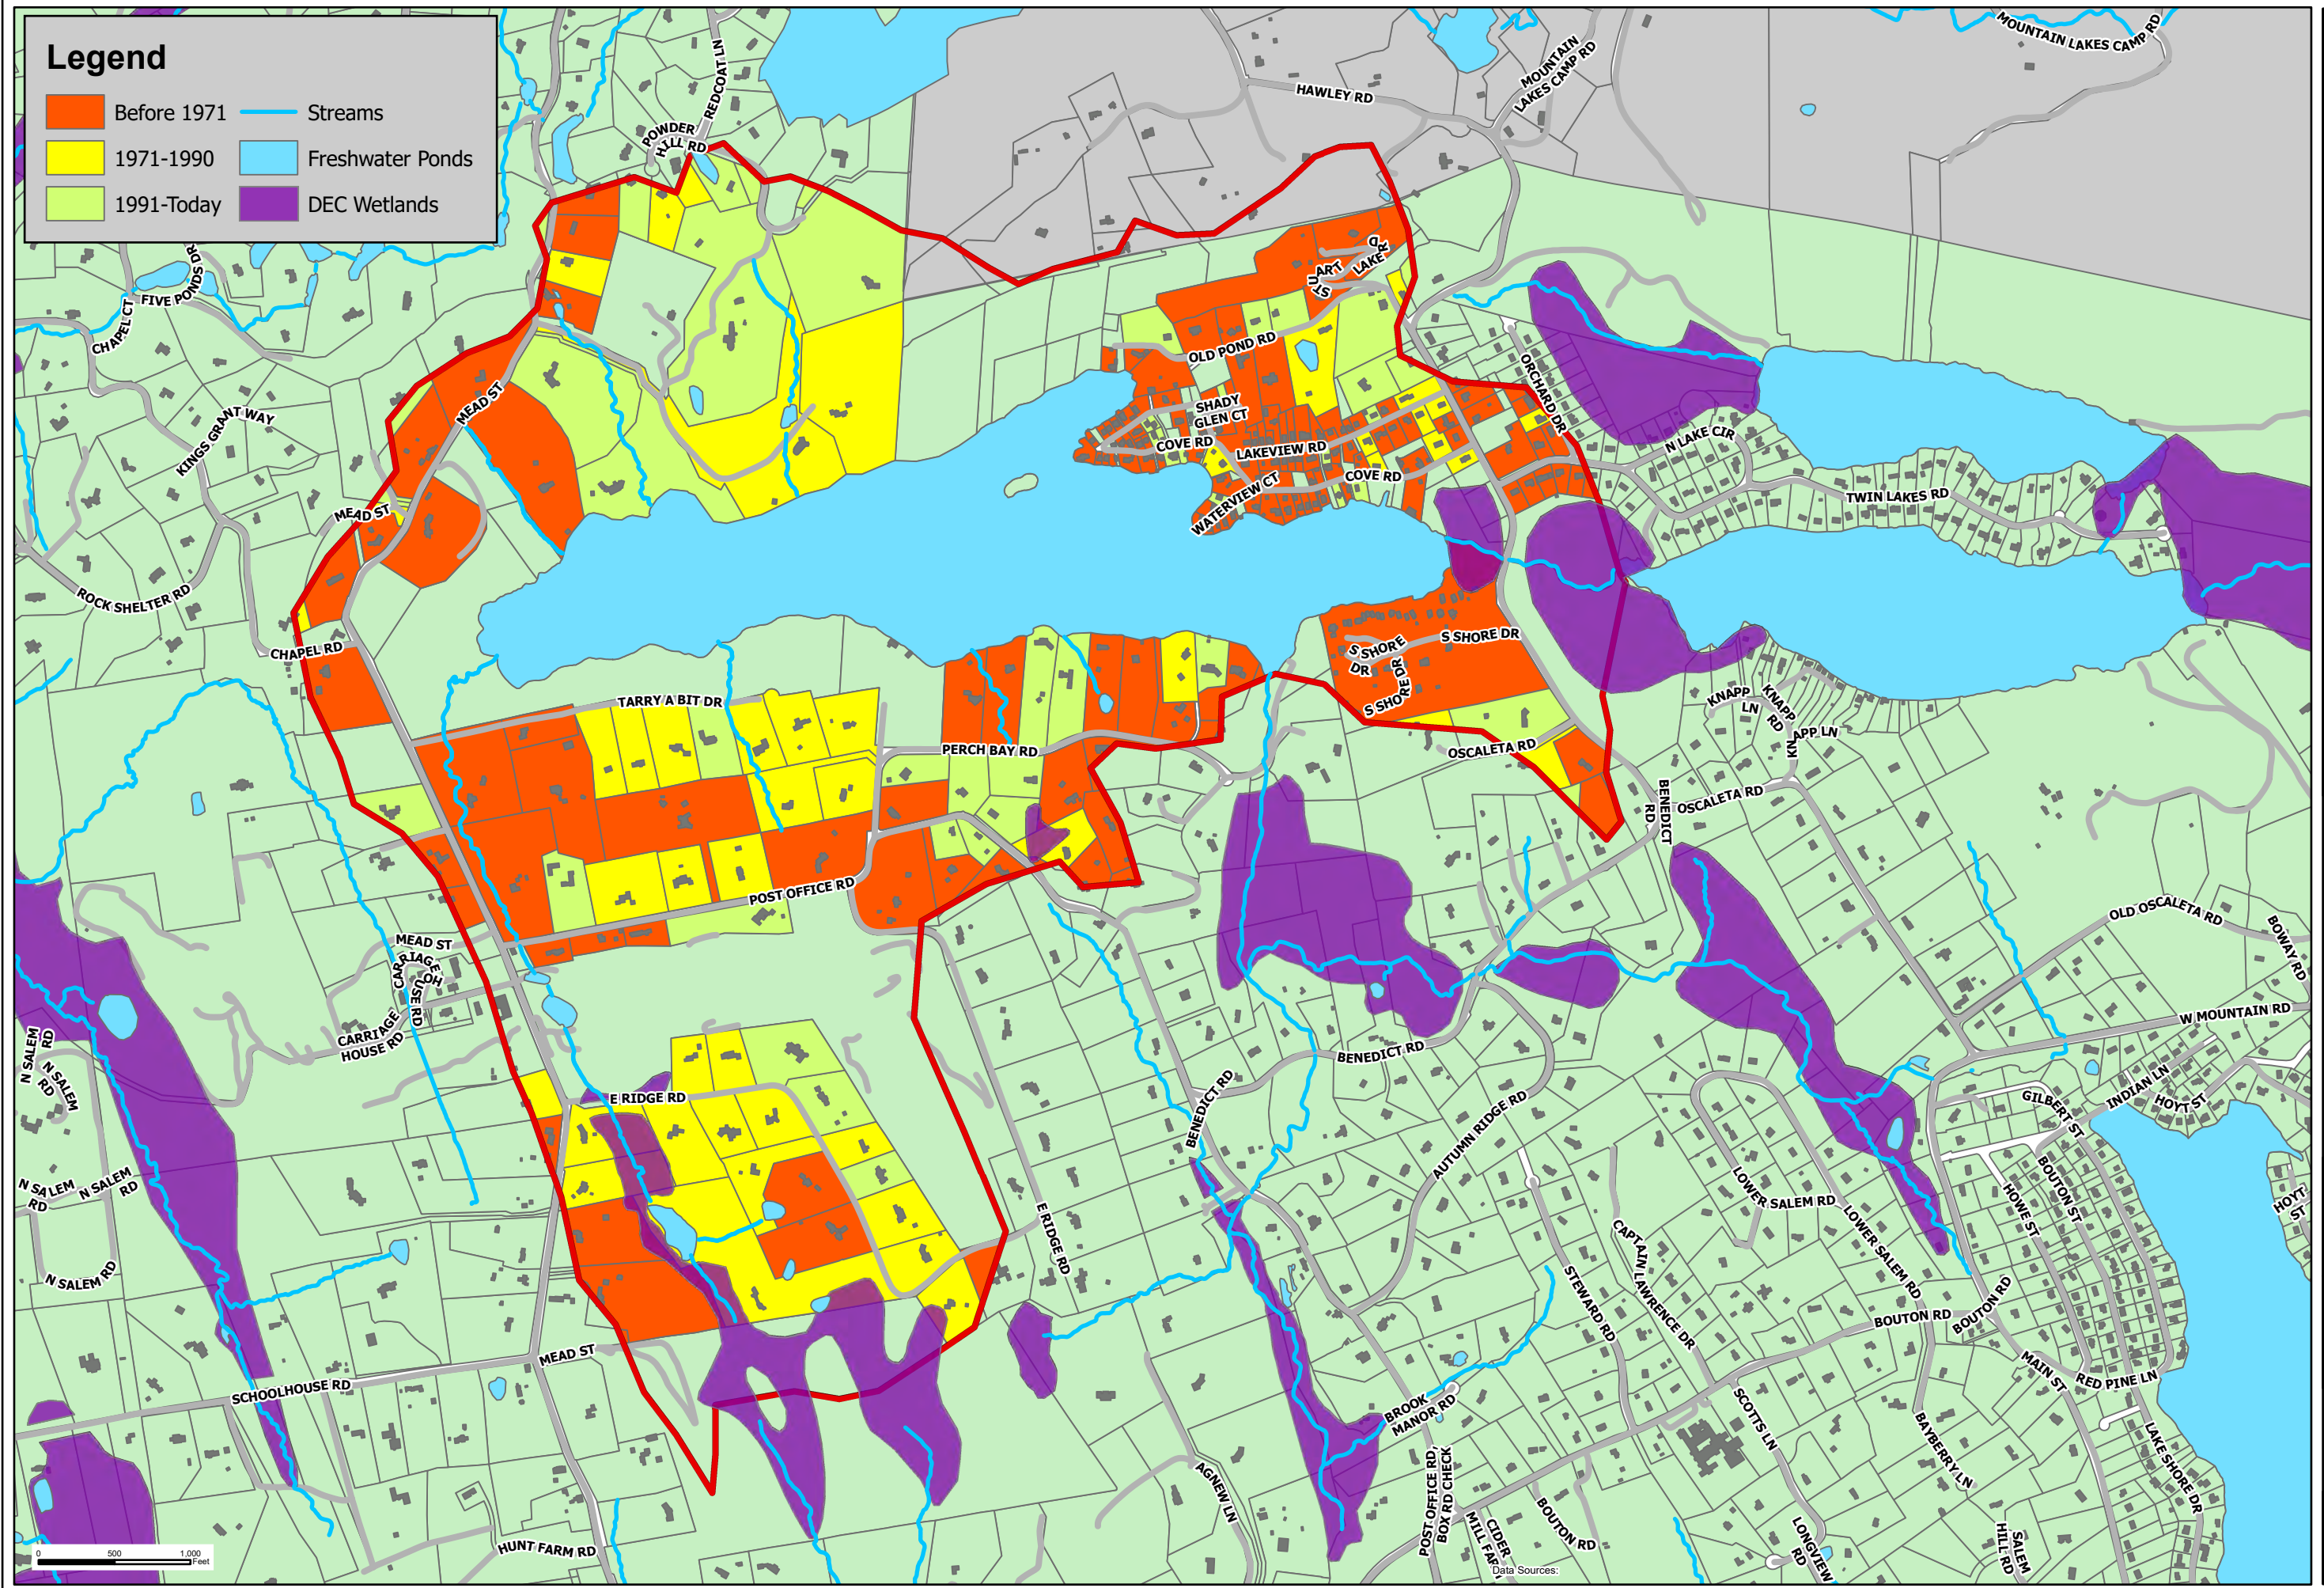 Legend
Before 1971
Streams
1971-1990
Freshwater Ponds
1991-Today
DEC Wetlands
MOUNTAIN LAKES CAMP RD
MOUNTAIN
LAKES CAMP RD
HAWLEY RD
REDCOAT LN
POWDER
HILL RD
FIVE PONDS DR
CHAPEL CT
KINGS GRANT WAY
MEAD ST
MEAD ST
ROCK SHELTER RD
CHAPEL RD
STUART
LAKE
RD
OLD POND RD
SHADY
GLEN CT
COVE RD
LAKEVIEW RD
COVE RD
WATERVIEW CT
ORCHARD DR
N LAKE CIR
TWIN LAKES RD
S SHORE DR
S SHORE
DR
S SHORE DR
KNAPP
LN
KNAPP
RD
KNAPP LN
TARRY A BIT DR
PERCH BAY RD
OSCALETA RD
OSCALETA RD
BENEDICT
RD
POST OFFICE RD
MEAD ST
CARRIAGE
HOUSE RD
CARRIAGE
HOUSE RD
OLD OSCALETA RD
BOWAY RD
W MOUNTAIN RD
N SALEM
RD
N SALEM
RD
BENEDICT RD
BENEDICT RD
E RIDGE RD
INDIAN LN
HOYT ST
GILBERT ST
AUTUMN RIDGE RD
N SALEM
RD
N SALEM
RD
LOWER SALEM RD
LOWER SALEM RD
BOUTON ST
HOWE ST
HOYT
ST
E RIDGE RD
CAPTAIN LAWRENCE DR
N SALEM RD
STEWARD RD
BOUTON RD
BOUTON RD
MEAD ST
SCHOOLHOUSE RD
MAIN ST
RED PINE LN
BROOK
MANOR RD
SCOTTS LN
BAYBERRY LN
LAKE SHORE DR
AGNEW LN
POST OFFICE RD,
BOX RD CHECK
CIDER
MILL FARM
BOUTON RD
LONGVIEW
RD
SALEM
HILL RD
HUNT FARM RD
0 500 1,000
Feet
Data Sources: